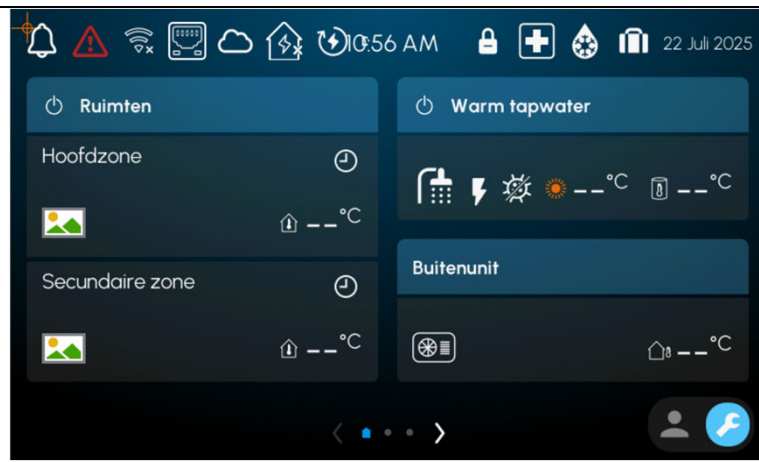 10:56 AM 22 Juli 2025
Ruimten
Hoofdzone
--°C
Secundaire zone
--°C
Warm tapwater
--°C --°C
Buitenunit
--°C